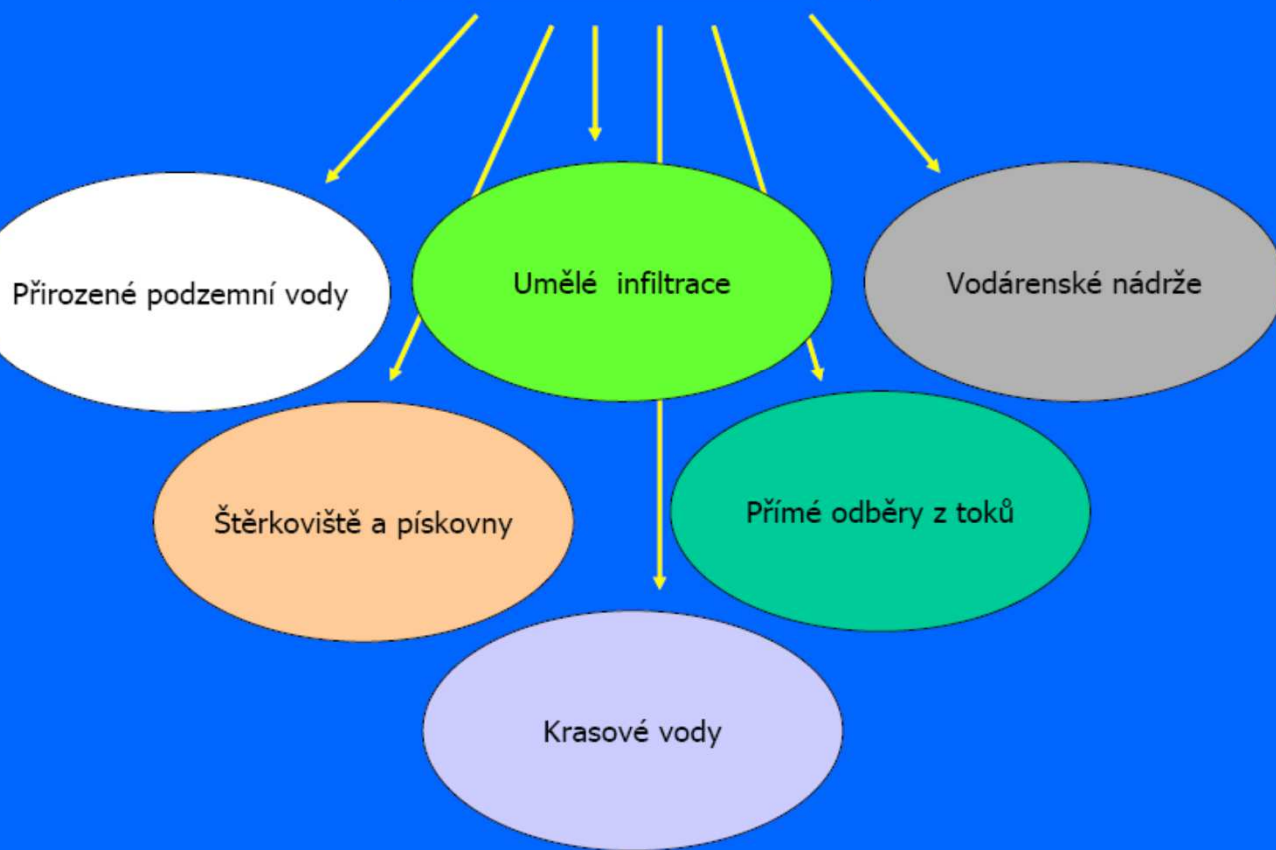 Přirozené podzemní vody
Umělé  infiltrace
Vodárenské nádrže
Štěrkoviště a pískovny
Přímé odběry z toků
Krasové vody